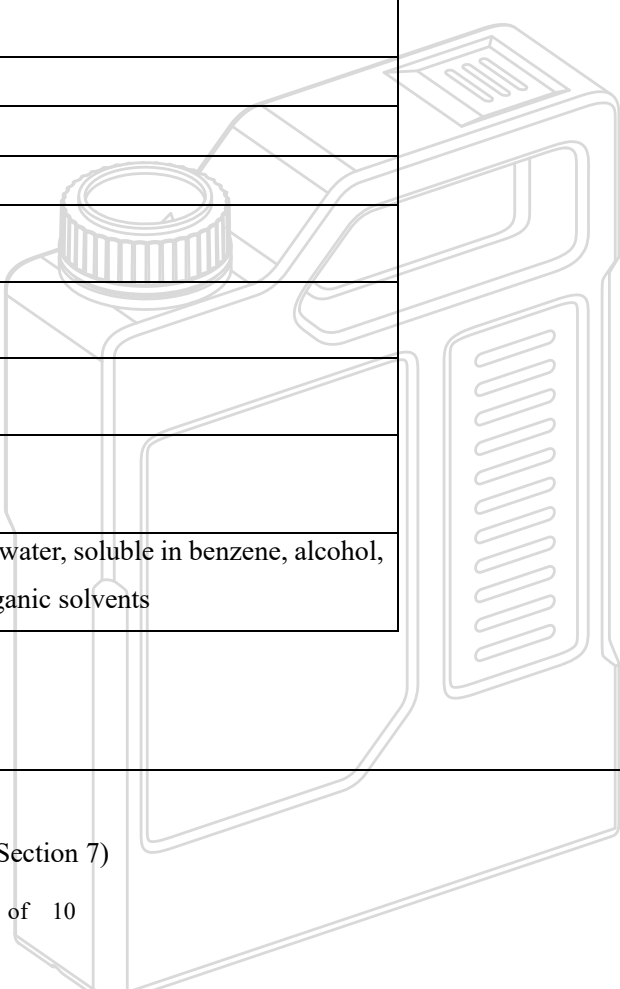 water, soluble in benzene, alcohol,
ganic solvents
Section 7)
of 10